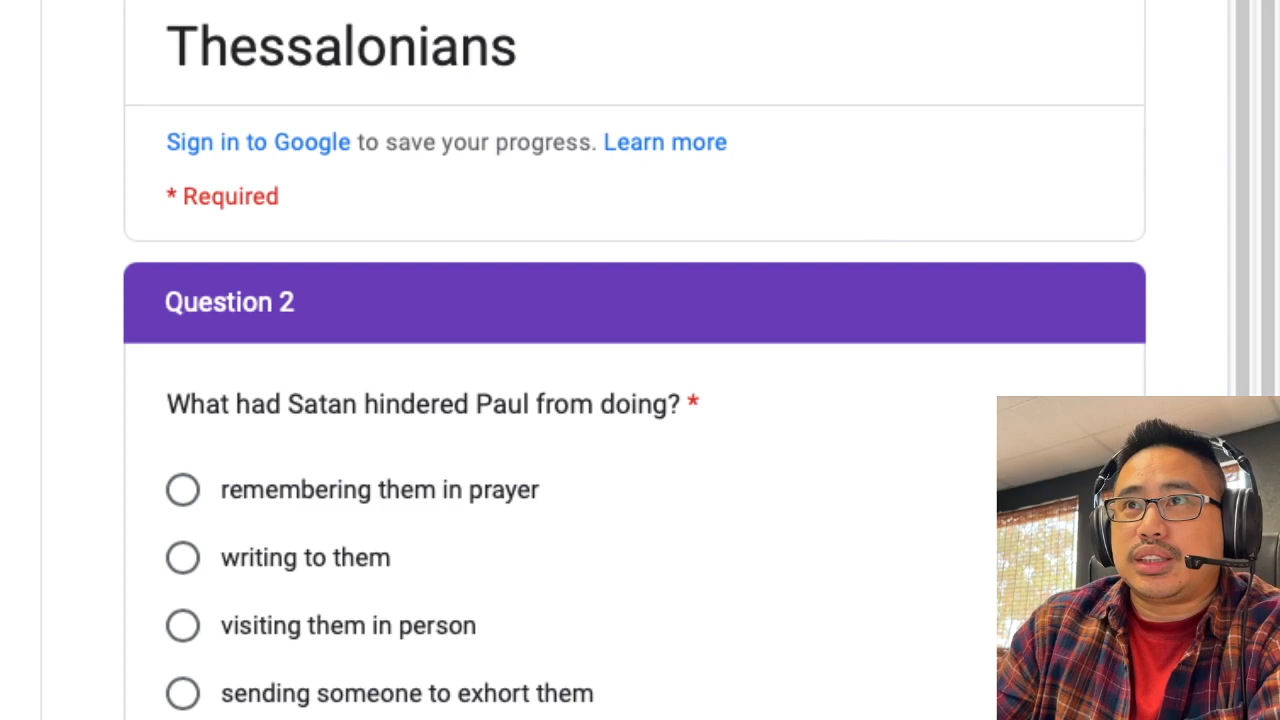 Thessalonians
Sign in to Google to save your progress. Learn more
* Required
Question 2
What had Satan hindered Paul from doing? *
remembering them in prayer
writing to them
visiting them in person
sending someone to exhort them